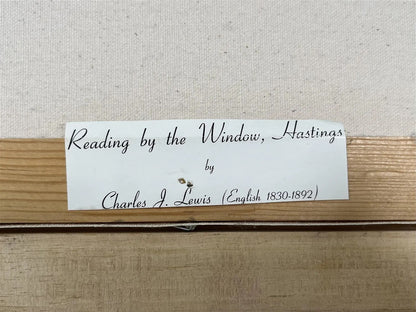 Reading by the Window, Hastings
by
Charles J. Lewis (English 1830-1892)